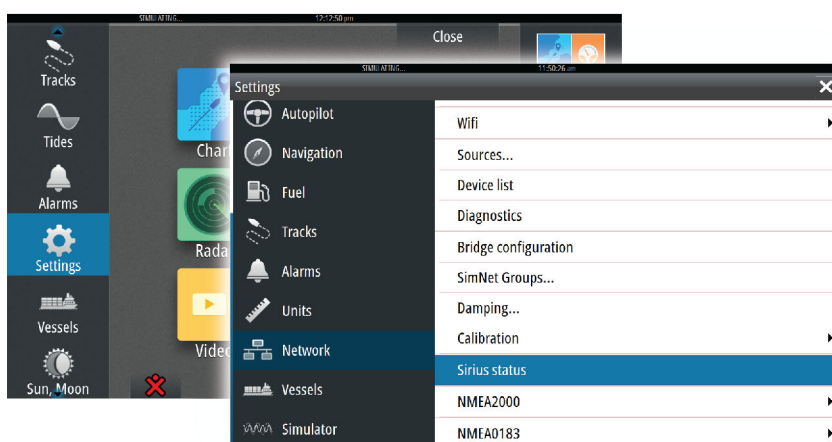 SIMULATING...
12:12:50 pm
Close
Tracks
Tides
Alarms
Settings
Vessels
Sun, Moon
Char
Rada
Video
SIMULATING...
11:50:26 am
Settings
Autopilot
Navigation
Fuel
Tracks
Alarms
Units
Network
Vessels
Simulator
Wifi
Sources...
Device list
Diagnostics
Bridge configuration
SimNet Groups...
Damping...
Calibration
Sirius status
NMEA2000
NMEA0183